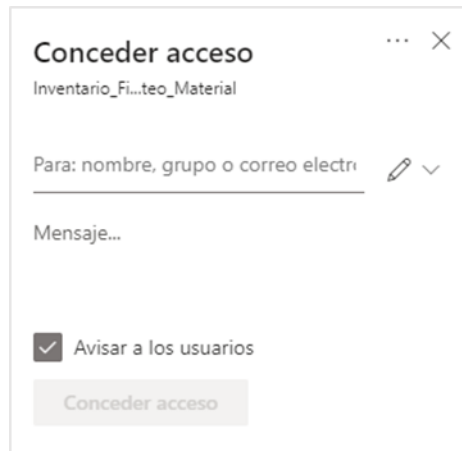 Conceder acceso
Inventario_Fi...teo_Material
Para: nombre, grupo o correo electr
Mensaje...
Avisar a los usuarios
Conceder acceso